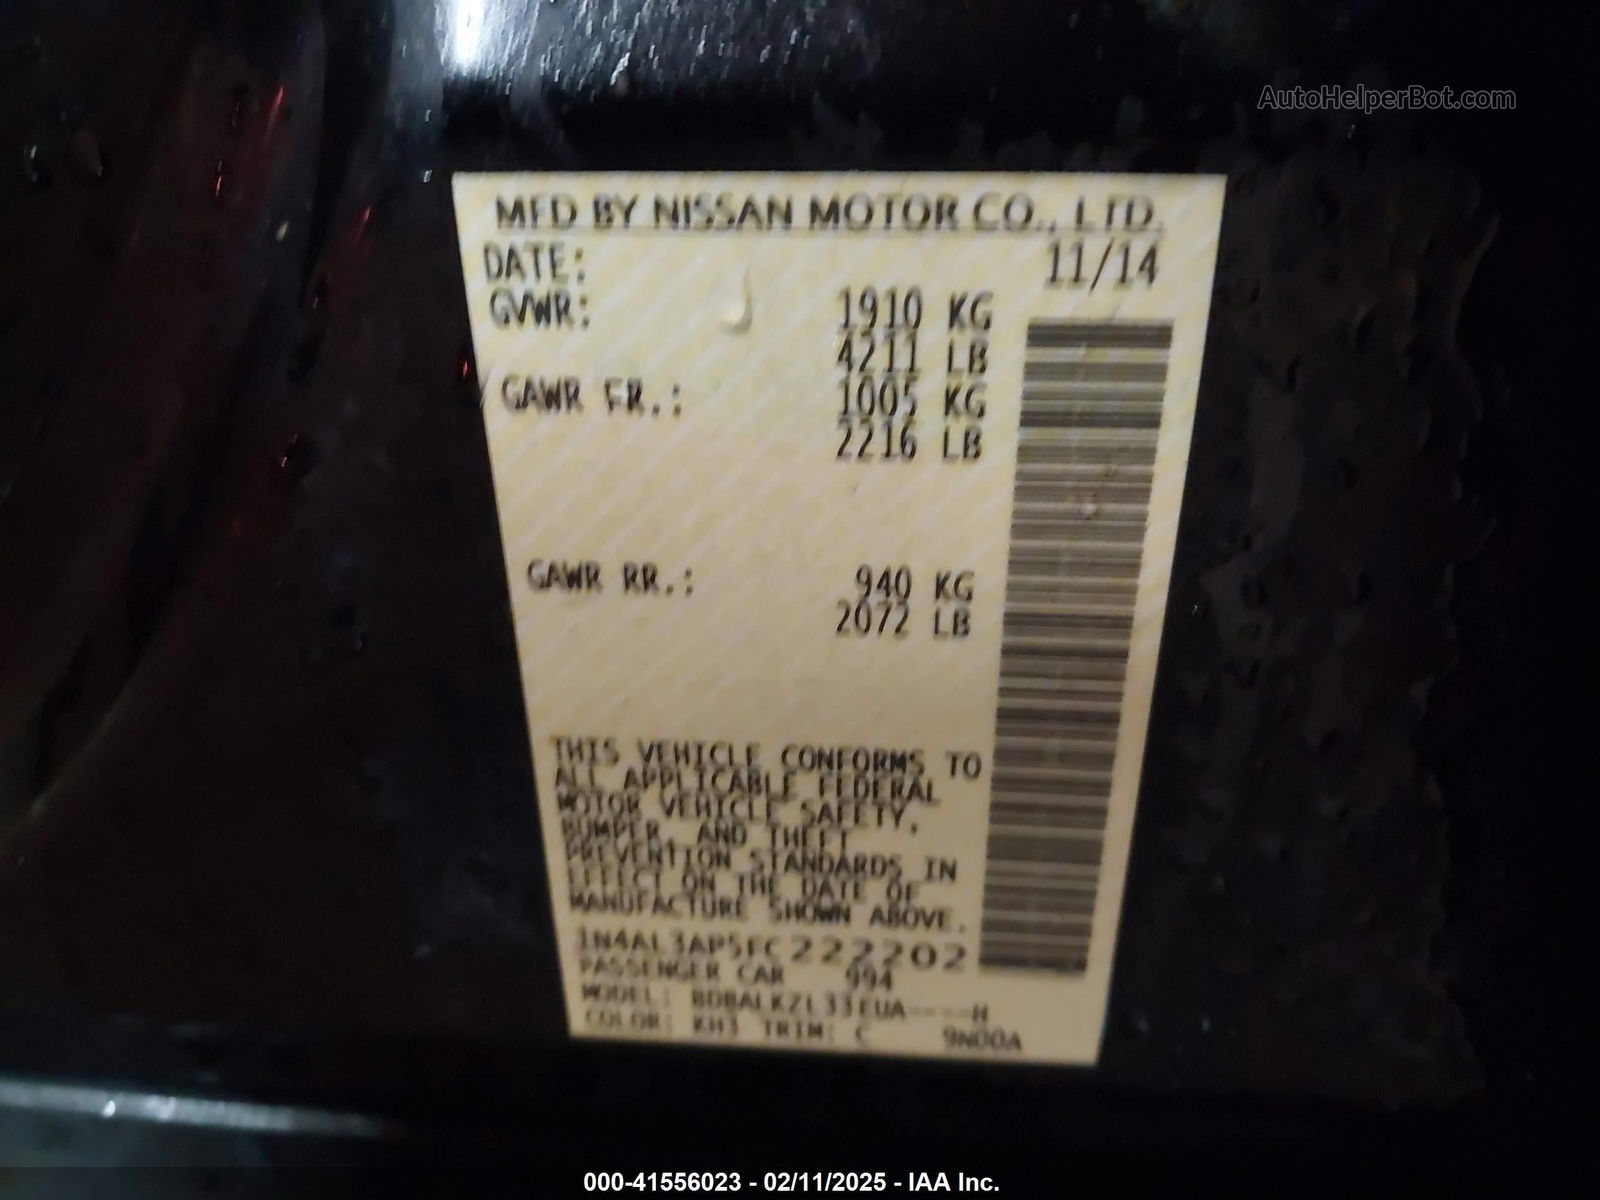 AutoHelperBot.com
MFD BY NISSAN MOTOR CO., LTD.
DATE: 11/14
GVWR: 1910 KG
4211 LB
GAWR FR.: 1005 KG
2216 LB
GAWR RR.: 940 KG
2072 LB
THIS VEHICLE CONFORMS TO
ALL APPLICABLE FEDERAL
MOTOR VEHICLE SAFETY,
BUMPER, AND THEFT
PREVENTION STANDARDS IN
EFFECT ON THE DATE OF
MANUFACTURE SHOWN ABOVE.
1N4AL3AP5FC222202
PASSENGER CAR 994
MODEL: BDBALKZL33EUA----H
COLOR: KH3 TRIM: C 9N00A
000-41556023 - 02/11/2025 - IAA Inc.